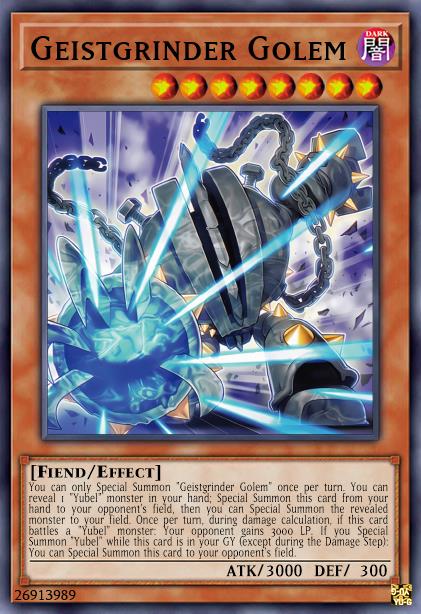 GEISTGRINDER GOLEM
DARK
闇
[FIEND/EFFECT]
You can only Special Summon "Geistgrinder Golem" once per turn. You can
reveal 1 "Yubel" monster in your hand; Special Summon this card from your
hand to your opponent's field, then you can Special Summon the revealed
monster to your field. Once per turn, during damage calculation, if this card
battles a "Yubel" monster: Your opponent gains 3000 LP. If you Special
Summon "Yubel" while this card is in your GY (except during the Damage Step):
You can Special Summon this card to your opponent's field.
ATK/3000 DEF/ 300
26913989